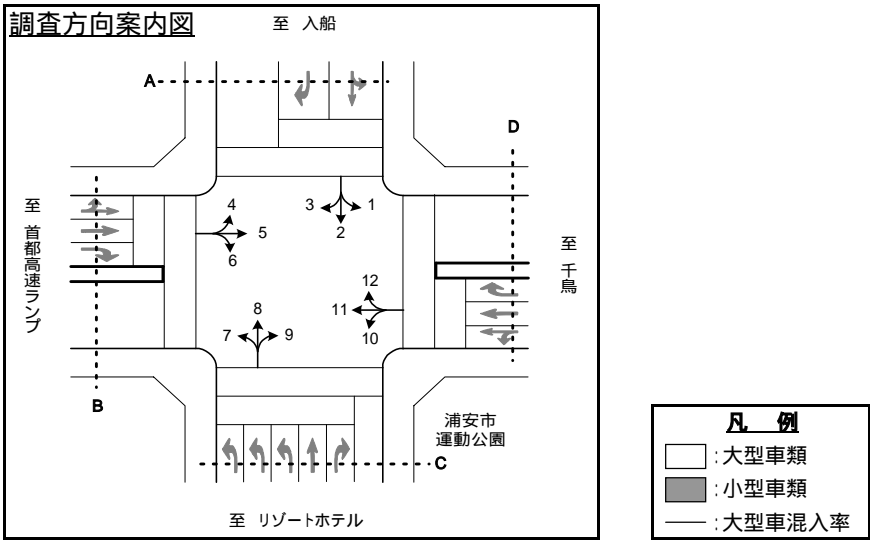 調査方向案内図
至 入船
A
D
4
3
1
2
5
6
至 首都高速ランプ
至 千鳥
12
11
10
8
7
9
B
浦安市
運動公園
C
至 リゾートホテル
凡 例
:大型車類
:小型車類
:大型車混入率